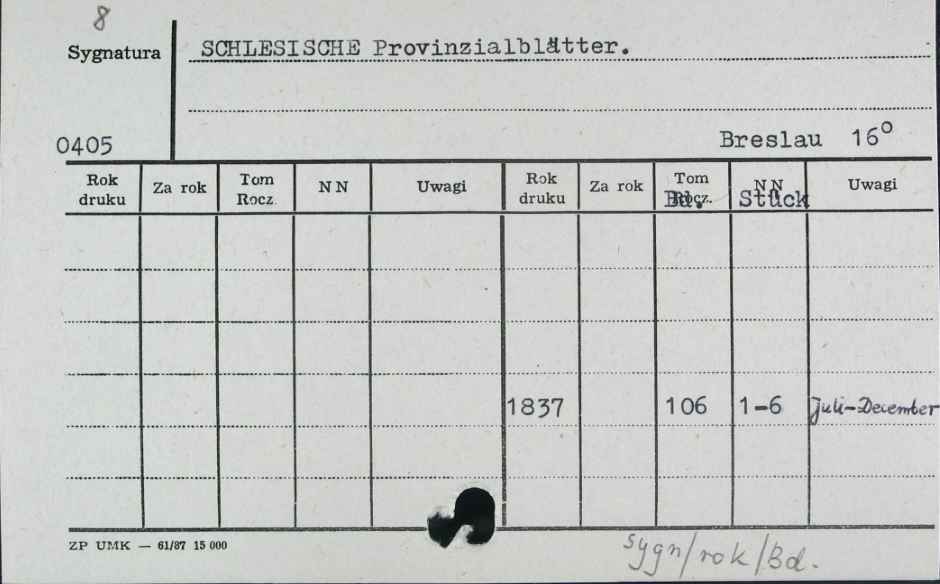 8
Sygnatura
SCHLESISCHE Provinzialblätter.
0405
Breslau 16°
Rok druku Za rok Tom Rocz. NN Uwagi Rok druku Za rok Tom Rocz. NN Uwagi
Bd. Stück
1837 106 1-6 Juli-December
ZP UMK — 61/87 15 000
sygn/rok/Bd.